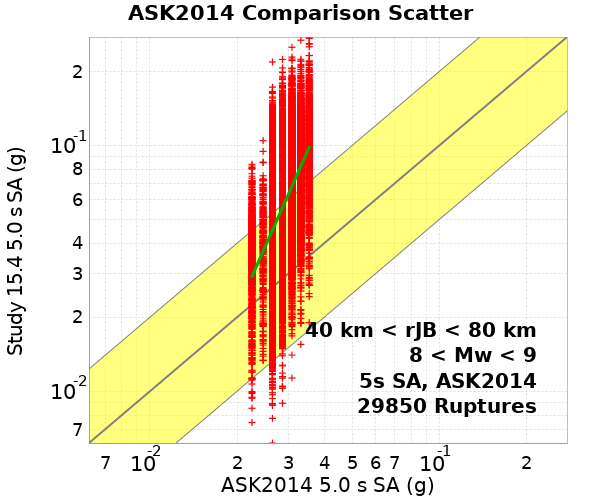 ASK2014 Comparison Scatter
Study 15.4 5.0 s SA (g)
2
10-1
8
6
4
3
2
10-2
7
40 km < rJB < 80 km
8 < Mw < 9
5s SA, ASK2014
29850 Ruptures
7 10-2 2 3 4 5 6 7 10-1 2
ASK2014 5.0 s SA (g)